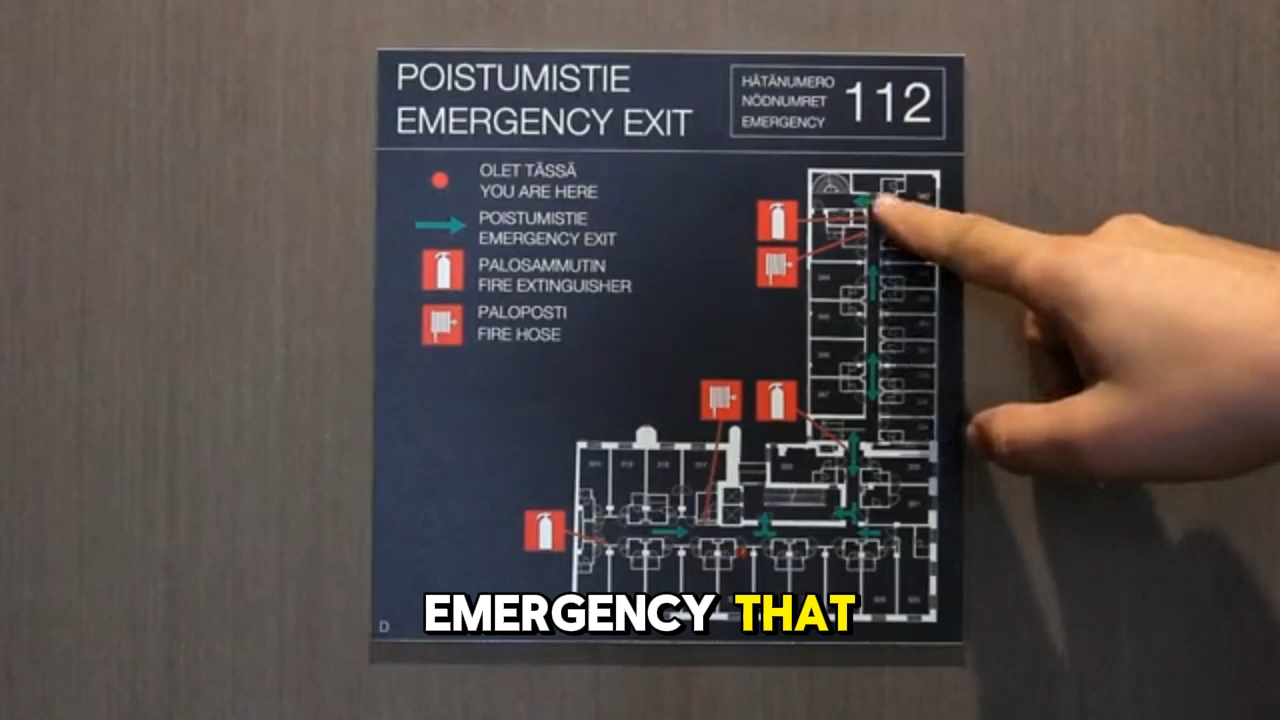 POISTUMISTIE
EMERGENCY EXIT
HÄTÄNUMERO
NÖDNUMRET
EMERGENCY
112
OLET TÄSSÄ
YOU ARE HERE
POISTUMISTIE
EMERGENCY EXIT
PALOSAMMUTIN
FIRE EXTINGUISHER
PALOPOSTI
FIRE HOSE
D
EMERGENCY THAT